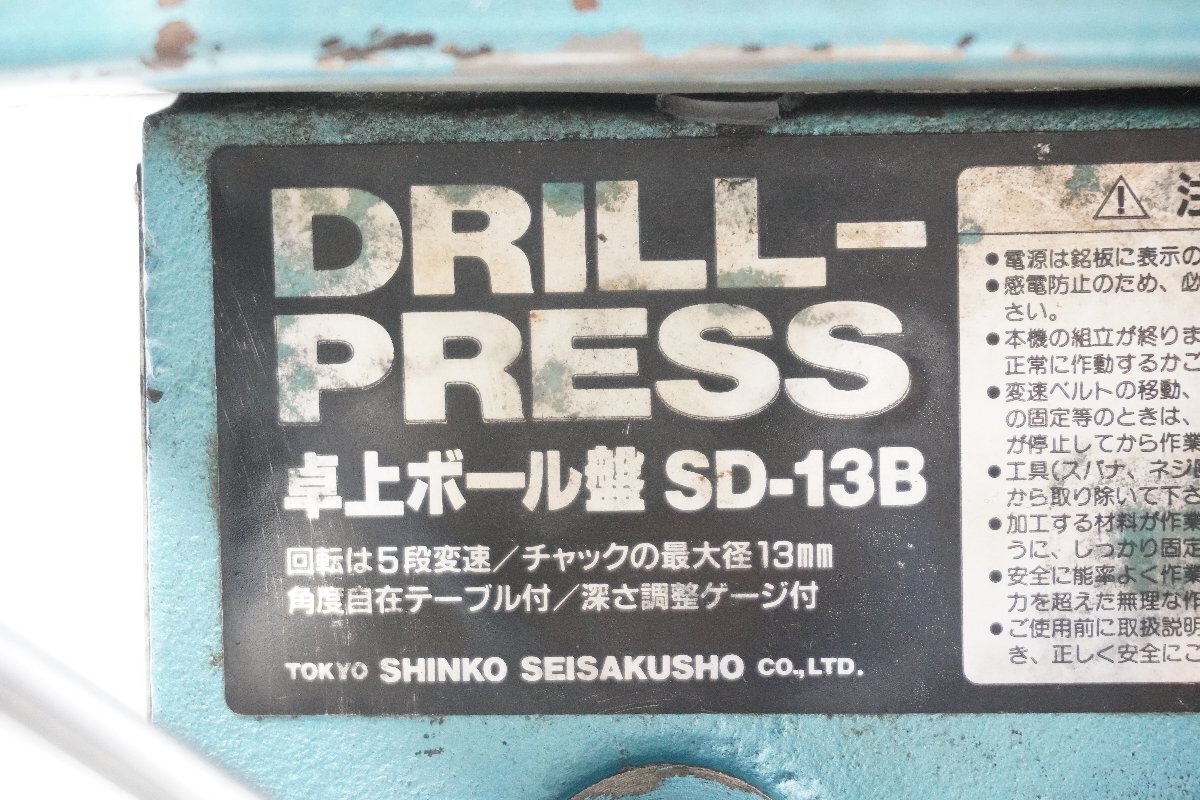 DRILL-
PRESS
卓上ボール盤 SD-13B
回転は5段変速/チャックの最大径13mm
角度自在テーブル付/深さ調整ゲージ付
TOKYO SHINKO SEISAKUSHO CO.,LTD.
●電源は銘板に表示の
●感電防止のため、必
さい。
●本機の組立が終りま
正常に作動するかご
●変速ベルトの移動、
の固定等のときは、
が停止してから作業
●工具(スパナ、ネジ
から取り除いて下さ
●加工する材料が作業
うに、しっかり固定
●安全に能率よく作業
力を超えた無理な作
●ご使用前に取扱説明
き、正しく安全にご